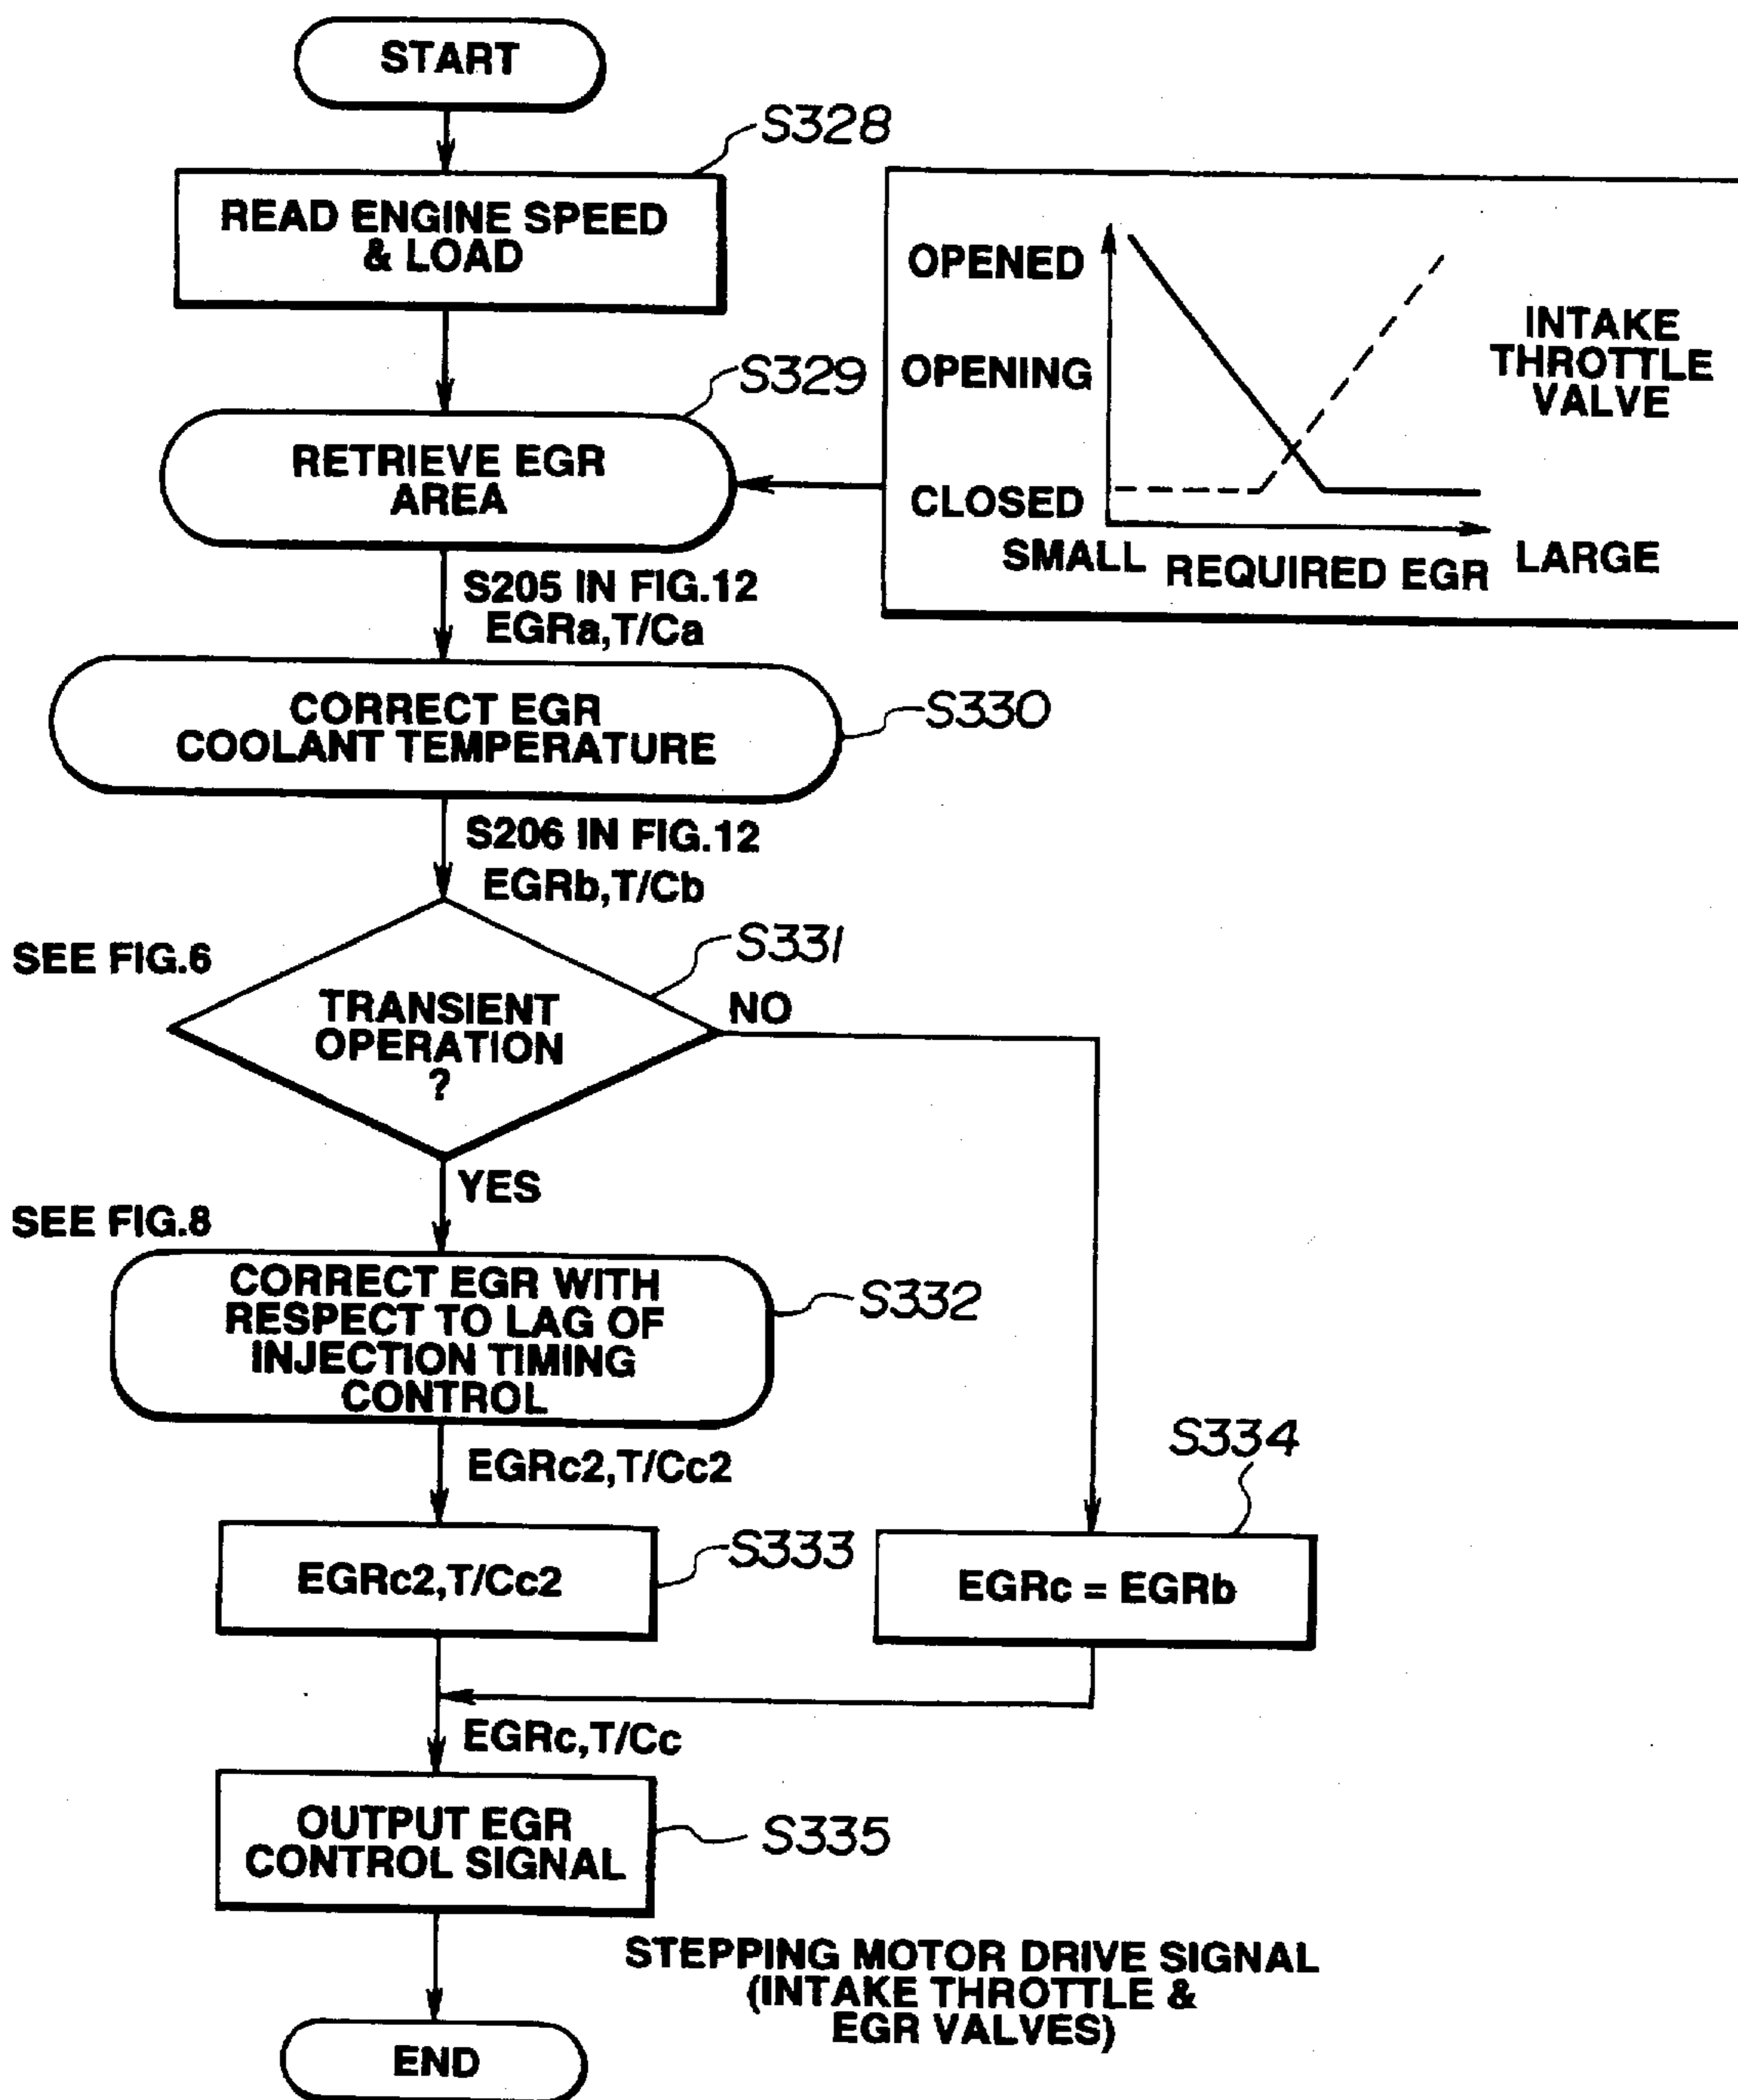 START
S328
READ ENGINE SPEED
& LOAD
OPENED
OPENING
CLOSED
INTAKE
THROTTLE
VALVE
SMALL
REQUIRED EGR
LARGE
S329
RETRIEVE EGR
AREA
S205 IN FIG.12
EGRa,T/Ca
S330
CORRECT EGR
COOLANT TEMPERATURE
S206 IN FIG.12
EGRb,T/Cb
SEE FIG.6
S331
TRANSIENT
OPERATION
?
NO
YES
SEE FIG.8
CORRECT EGR WITH
RESPECT TO LAG OF
INJECTION TIMING
CONTROL
S332
EGRc2,T/Cc2
S333
EGRc2,T/Cc2
S334
EGRc = EGRb
EGRc,T/Cc
OUTPUT EGR
CONTROL SIGNAL
S335
STEPPING MOTOR DRIVE SIGNAL
(INTAKE THROTTLE &
EGR VALVES)
END